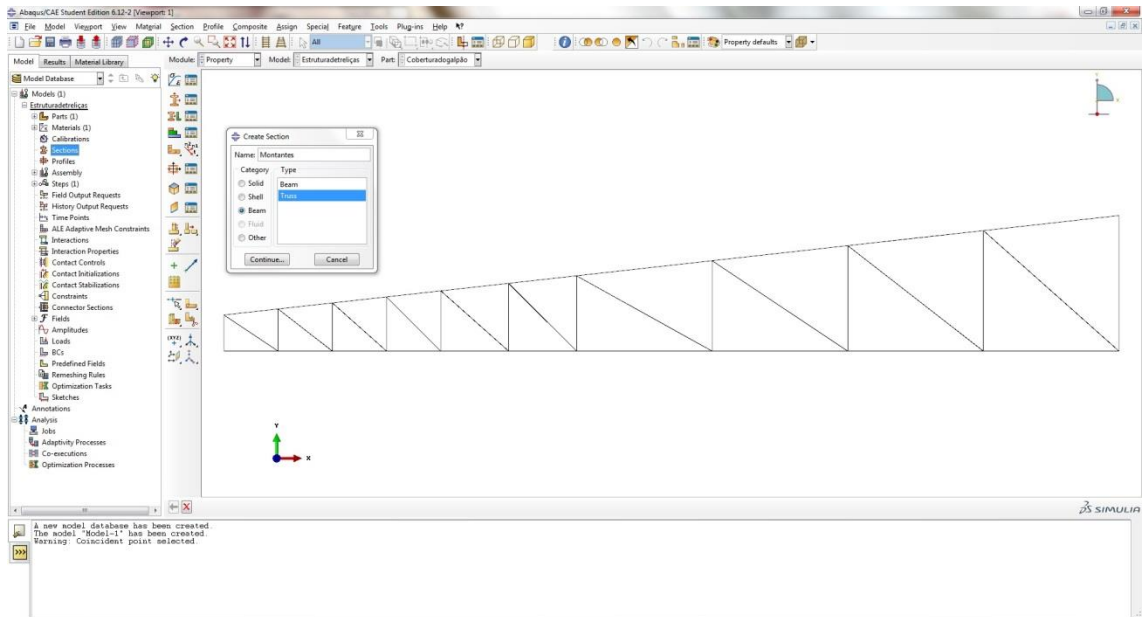 Abaqus/CAE Student Edition 6.12-2 [Viewport: 1]
File Model Viewport View Material Section Profile Composite Assign Special Feature Tools Plug-ins Help
All
Property defaults
Model Results Material Library
Module: Property Model: Estruturadetreliças Part: Coberturadogalpão
Model Database
Models (1)
Estruturadetreliças
Parts (1)
Materials (1)
Calibrations
Sections
Profiles
Assembly
Steps (1)
Field Output Requests
History Output Requests
Time Points
ALE Adaptive Mesh Constraints
Interactions
Interaction Properties
Contact Controls
Contact Initializations
Contact Stabilizations
Constraints
Connector Sections
Fields
Amplitudes
Loads
BCs
Predefined Fields
Remeshing Rules
Optimization Tasks
Sketches
Annotations
Analysis
Jobs
Adaptivity Processes
Co-executions
Optimization Processes
Create Section
Name: Montantes
Category Type
Solid
Shell
Beam
Fluid
Other
Beam
Truss
Continue... Cancel
Y
X
SIMULIA
A new model database has been created.
The model "Model-1" has been created.
Warning: Coincident point selected.